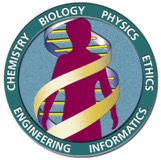 CHEMISTRY BIOLOGY PHYSICS ETHICS
ENGINEERING INFORMATICS